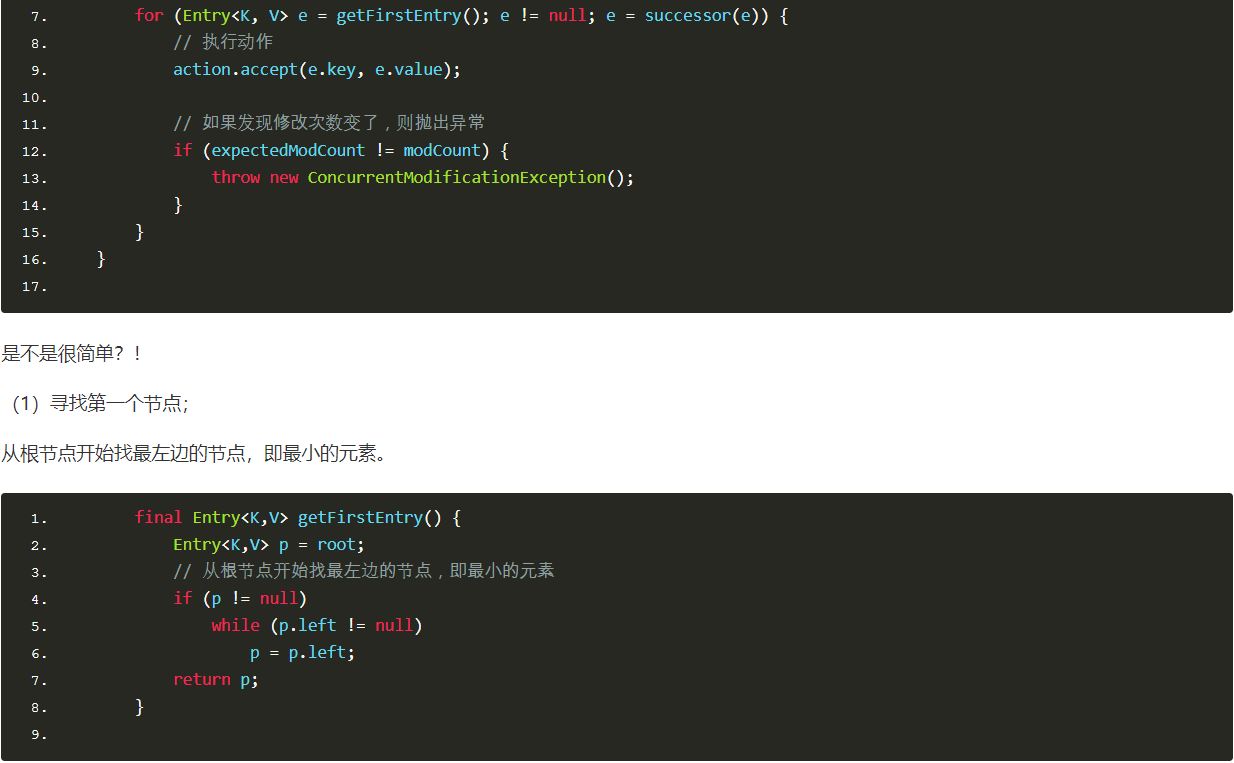 7.         for (Entry<K, V> e = getFirstEntry(); e != null; e = successor(e)) {
8.             // 执行动作
9.             action.accept(e.key, e.value);
10.
11.             // 如果发现修改次数变了，则抛出异常
12.             if (expectedModCount != modCount) {
13.                 throw new ConcurrentModificationException();
14.             }
15.         }
16.     }
17.
是不是很简单？！
（1）寻找第一个节点；
从根节点开始找最左边的节点，即最小的元素。
1.         final Entry<K,V> getFirstEntry() {
2.             Entry<K,V> p = root;
3.             // 从根节点开始找最左边的节点，即最小的元素
4.             if (p != null)
5.                 while (p.left != null)
6.                     p = p.left;
7.             return p;
8.         }
9.